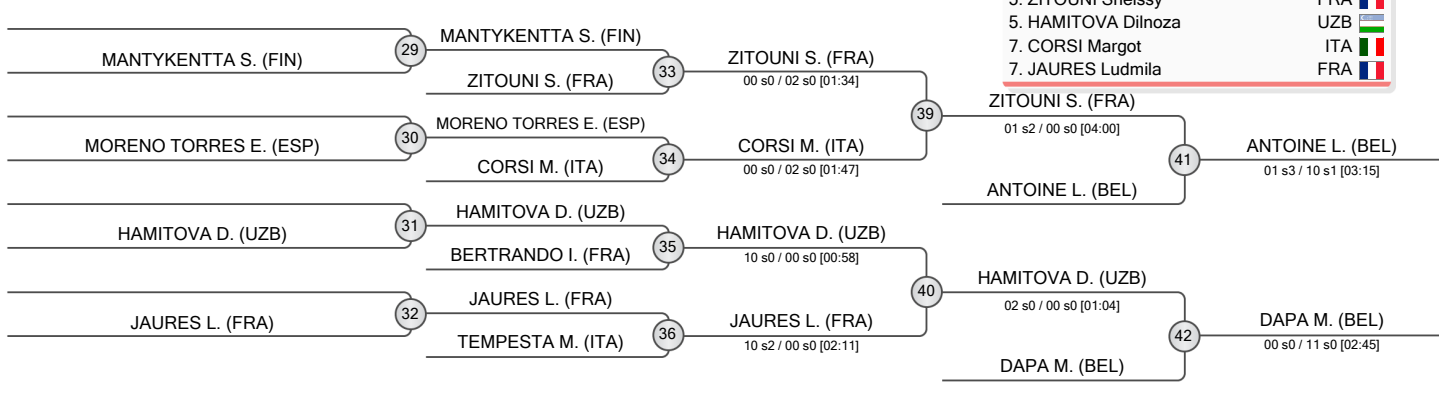 5. ZITOUNI Shelssy FRA
5. HAMITOVA Dilnoza UZB
7. CORSI Margot ITA
7. JAURES Ludmila FRA
MANTYKENTTA S. (FIN)
29
MORENO TORRES E. (ESP)
30
HAMITOVA D. (UZB)
31
JAURES L. (FRA)
32
MANTYKENTTA S. (FIN)
ZITOUNI S. (FRA)
33
MORENO TORRES E. (ESP)
CORSI M. (ITA)
34
HAMITOVA D. (UZB)
BERTRANDO I. (FRA)
35
JAURES L. (FRA)
TEMPESTA M. (ITA)
36
ZITOUNI S. (FRA)
00 s0 / 02 s0 [01:34]
39
CORSI M. (ITA)
00 s0 / 02 s0 [01:47]
HAMITOVA D. (UZB)
10 s0 / 00 s0 [00:58]
40
JAURES L. (FRA)
10 s2 / 00 s0 [02:11]
ZITOUNI S. (FRA)
01 s2 / 00 s0 [04:00]
41
ANTOINE L. (BEL)
HAMITOVA D. (UZB)
02 s0 / 00 s0 [01:04]
42
DAPA M. (BEL)
ANTOINE L. (BEL)
01 s3 / 10 s1 [03:15]
DAPA M. (BEL)
00 s0 / 11 s0 [02:45]